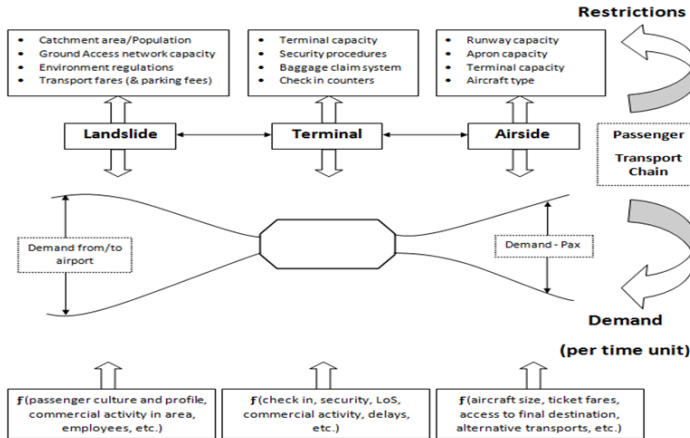 Restrictions
• Catchment area/Population
• Ground Access network capacity
• Environment regulations
• Transport fares (& parking fees)
• Terminal capacity
• Security procedures
• Baggage claim system
• Check in counters
• Runway capacity
• Apron capacity
• Terminal capacity
• Aircraft type
Landslide
Terminal
Airside
Passenger
Transport
Chain
Demand from/to
airport
Demand - Pax
Demand
(per time unit)
ƒ(passenger culture and profile,
commercial activity in area,
employees, etc.)
ƒ(check in, security, LoS,
commercial activity, delays,
etc.)
ƒ(aircraft size, ticket fares,
access to final destination,
alternative transports, etc.)